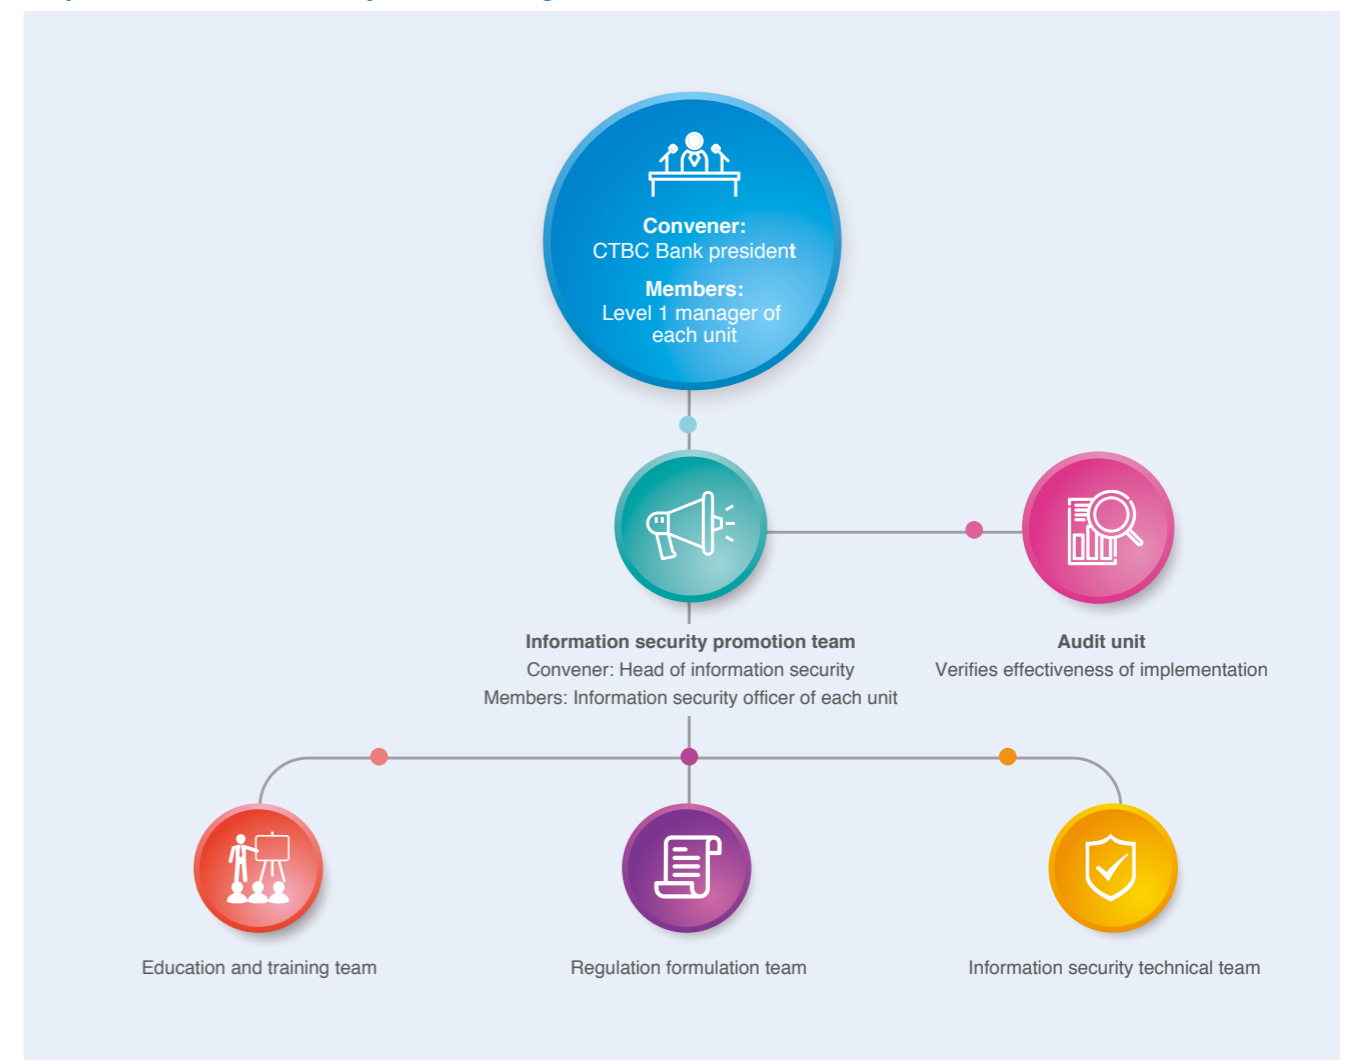 Convener:
CTBC Bank president
Members:
Level 1 manager of
each unit
Information security promotion team
Convener: Head of information security
Members: Information security officer of each unit
Audit unit
Verifies effectiveness of implementation
Education and training team
Regulation formulation team
Information security technical team